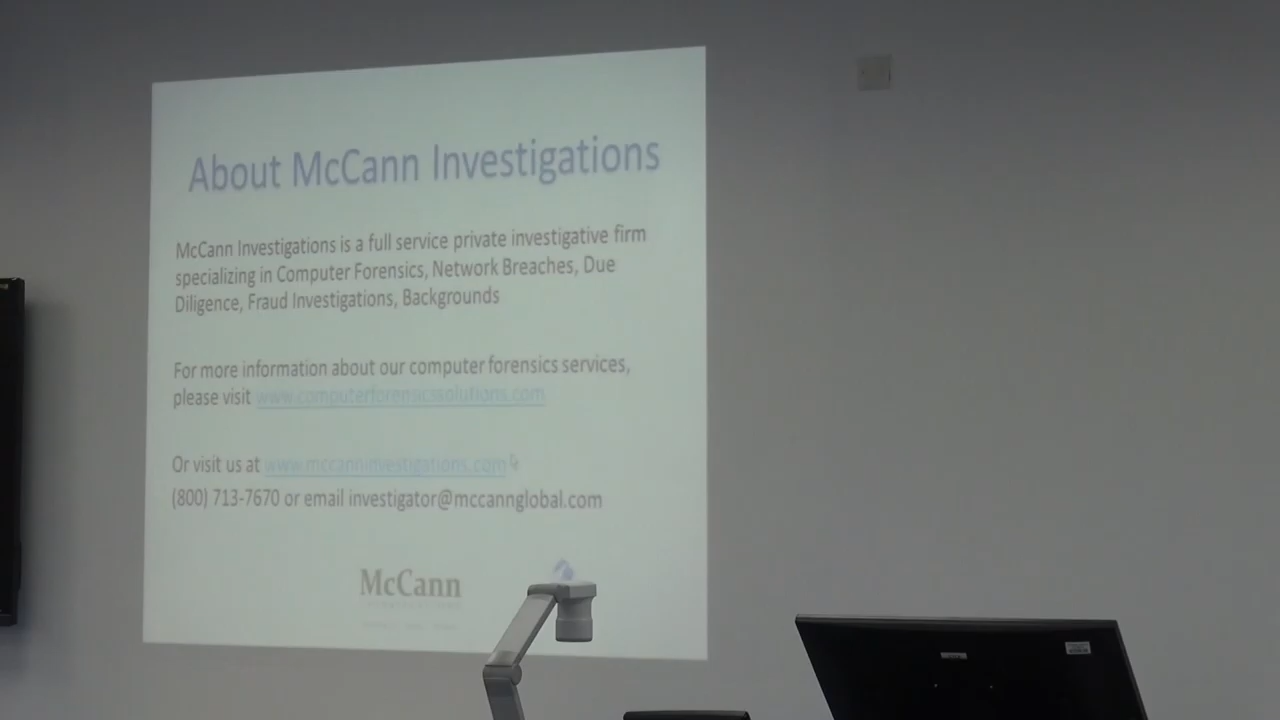 About McCann Investigations
McCann Investigations is a full service private investigative firm
specializing in Computer Forensics, Network Breaches, Due
Diligence, Fraud Investigations, Backgrounds
For more information about our computer forensics services,
please visit www.computerforensicssolutions.com
Or visit us at www.mccanninvestigations.com
(800) 713-7670 or email investigator@mccannglobal.com
McCann